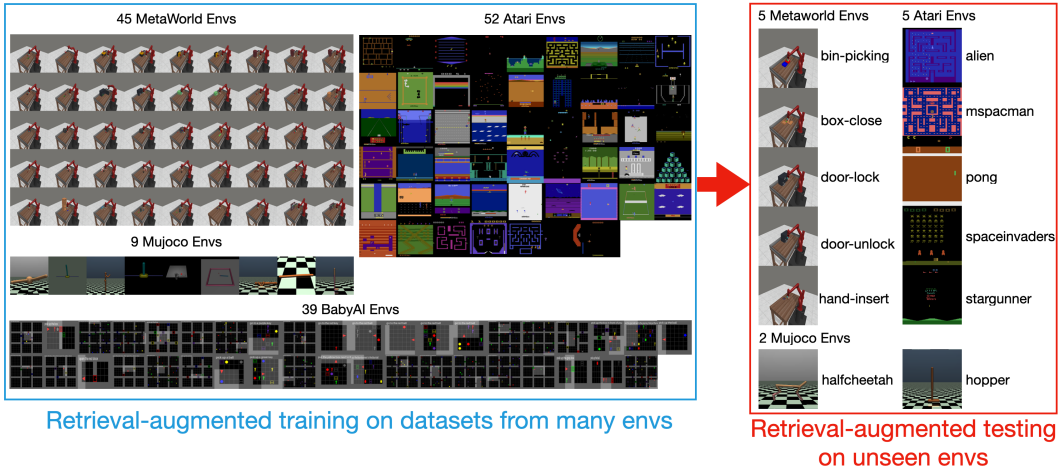 45 MetaWorld Envs
52 Atari Envs
9 Mujoco Envs
39 BabyAI Envs
Retrieval-augmented training on datasets from many envs
5 Metaworld Envs
5 Atari Envs
bin-picking
alien
box-close
mspacman
door-lock
pong
door-unlock
spaceinvaders
hand-insert
stargunner
2 Mujoco Envs
halfcheetah
hopper
Retrieval-augmented testing
on unseen envs